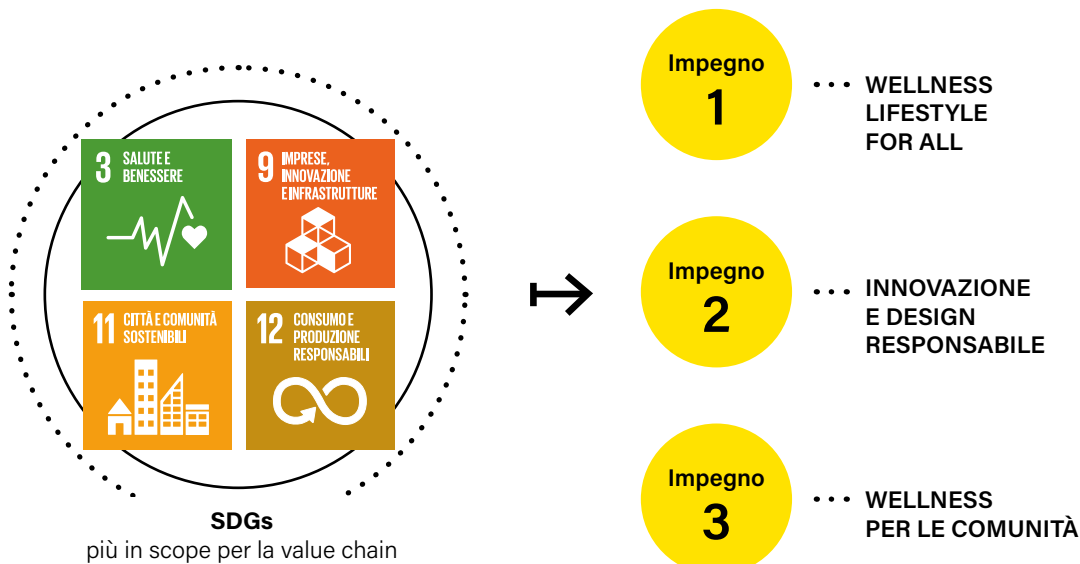 3 SALUTE E
BENESSERE
9 IMPRESE,
INNOVAZIONE
E INFRASTRUTTURE
11 CITTÀ E COMUNITÀ
SOSTENIBILI
12 CONSUMO E
PRODUZIONE
RESPONSABILI
SDGs
più in scope per la value chain
Impegno
1
WELLNESS
LIFESTYLE
FOR ALL
Impegno
2
INNOVAZIONE
E DESIGN
RESPONSABILE
Impegno
3
WELLNESS
PER LE COMUNITÀ